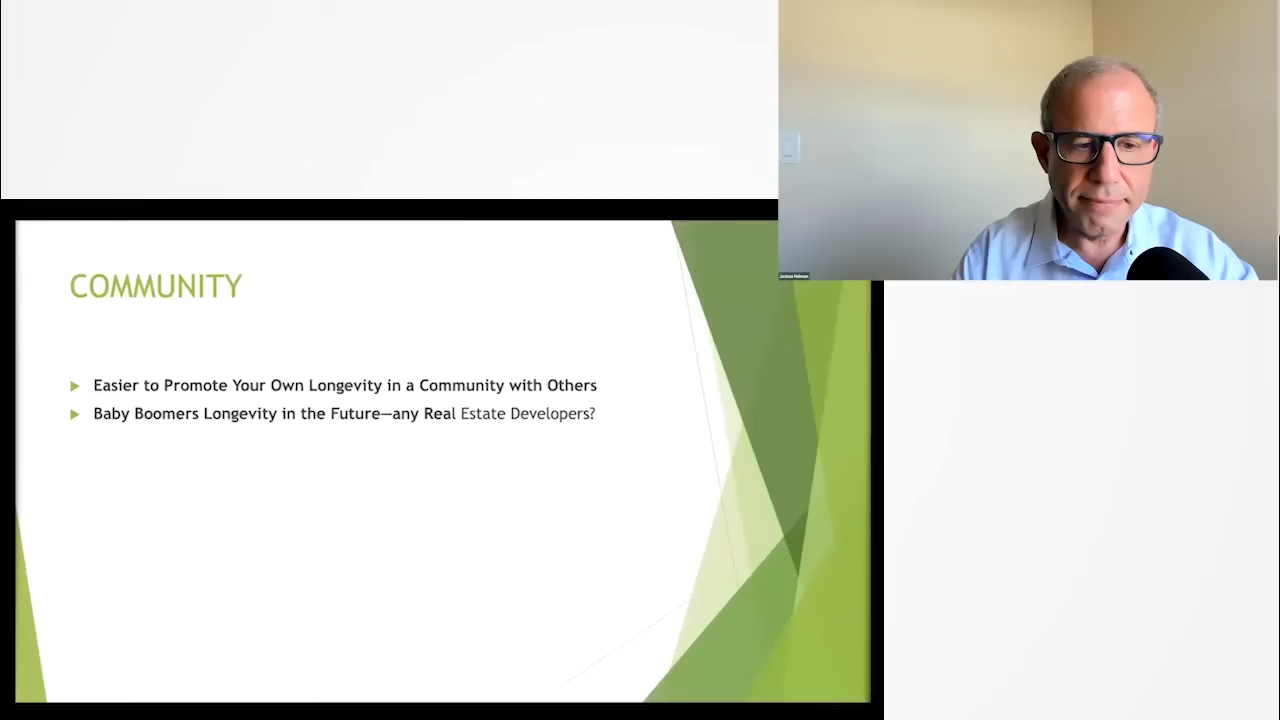 COMMUNITY
Easier to Promote Your Own Longevity in a Community with Others
Baby Boomers Longevity in the Future—any Real Estate Developers?